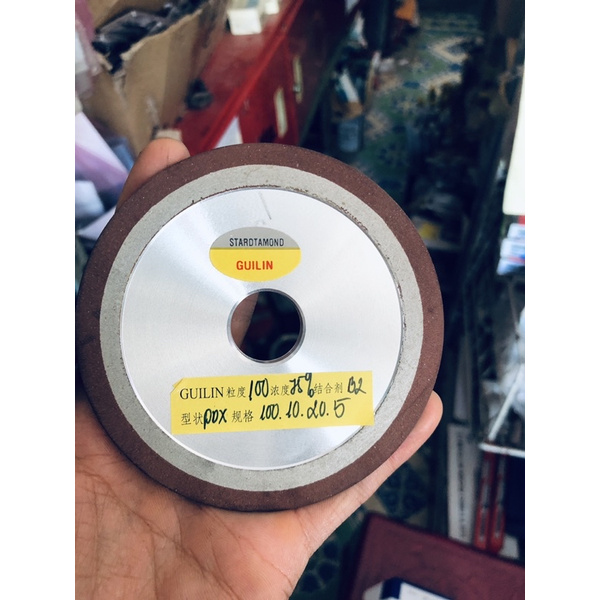 STARDTAMOND
GUILIN
GUILIN 粒度 100 浓度 75% 结合剂 B2
型状 PDX 规格 100.10.20.5